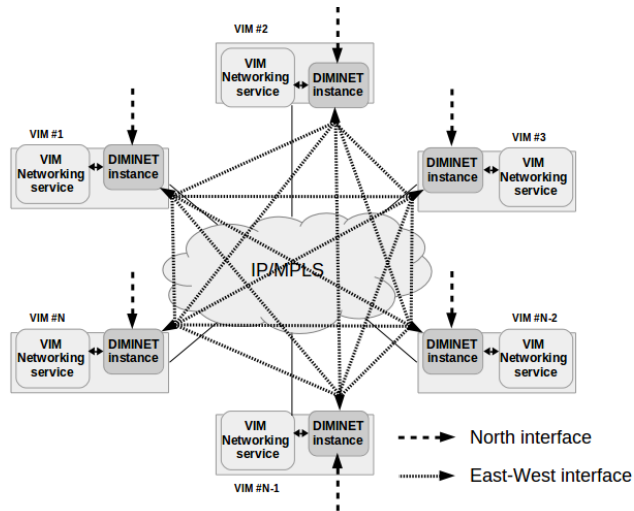 VIM #2
VIM
Networking
service
DIMINET
instance
VIM #1
VIM
Networking
service
DIMINET
instance
VIM #3
DIMINET
instance
VIM
Networking
service
IP/MPLS
VIM #N
VIM
Networking
service
DIMINET
instance
VIM #N-2
DIMINET
instance
VIM
Networking
service
VIM
Networking
service
DIMINET
instance
VIM #N-1
North interface
East-West interface